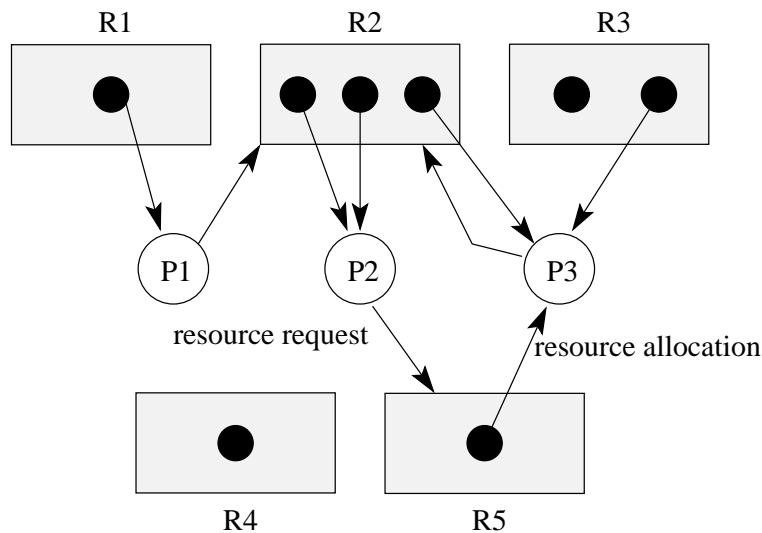 R1
R2
R3
P1
P2
P3
resource request
resource allocation
R4
R5